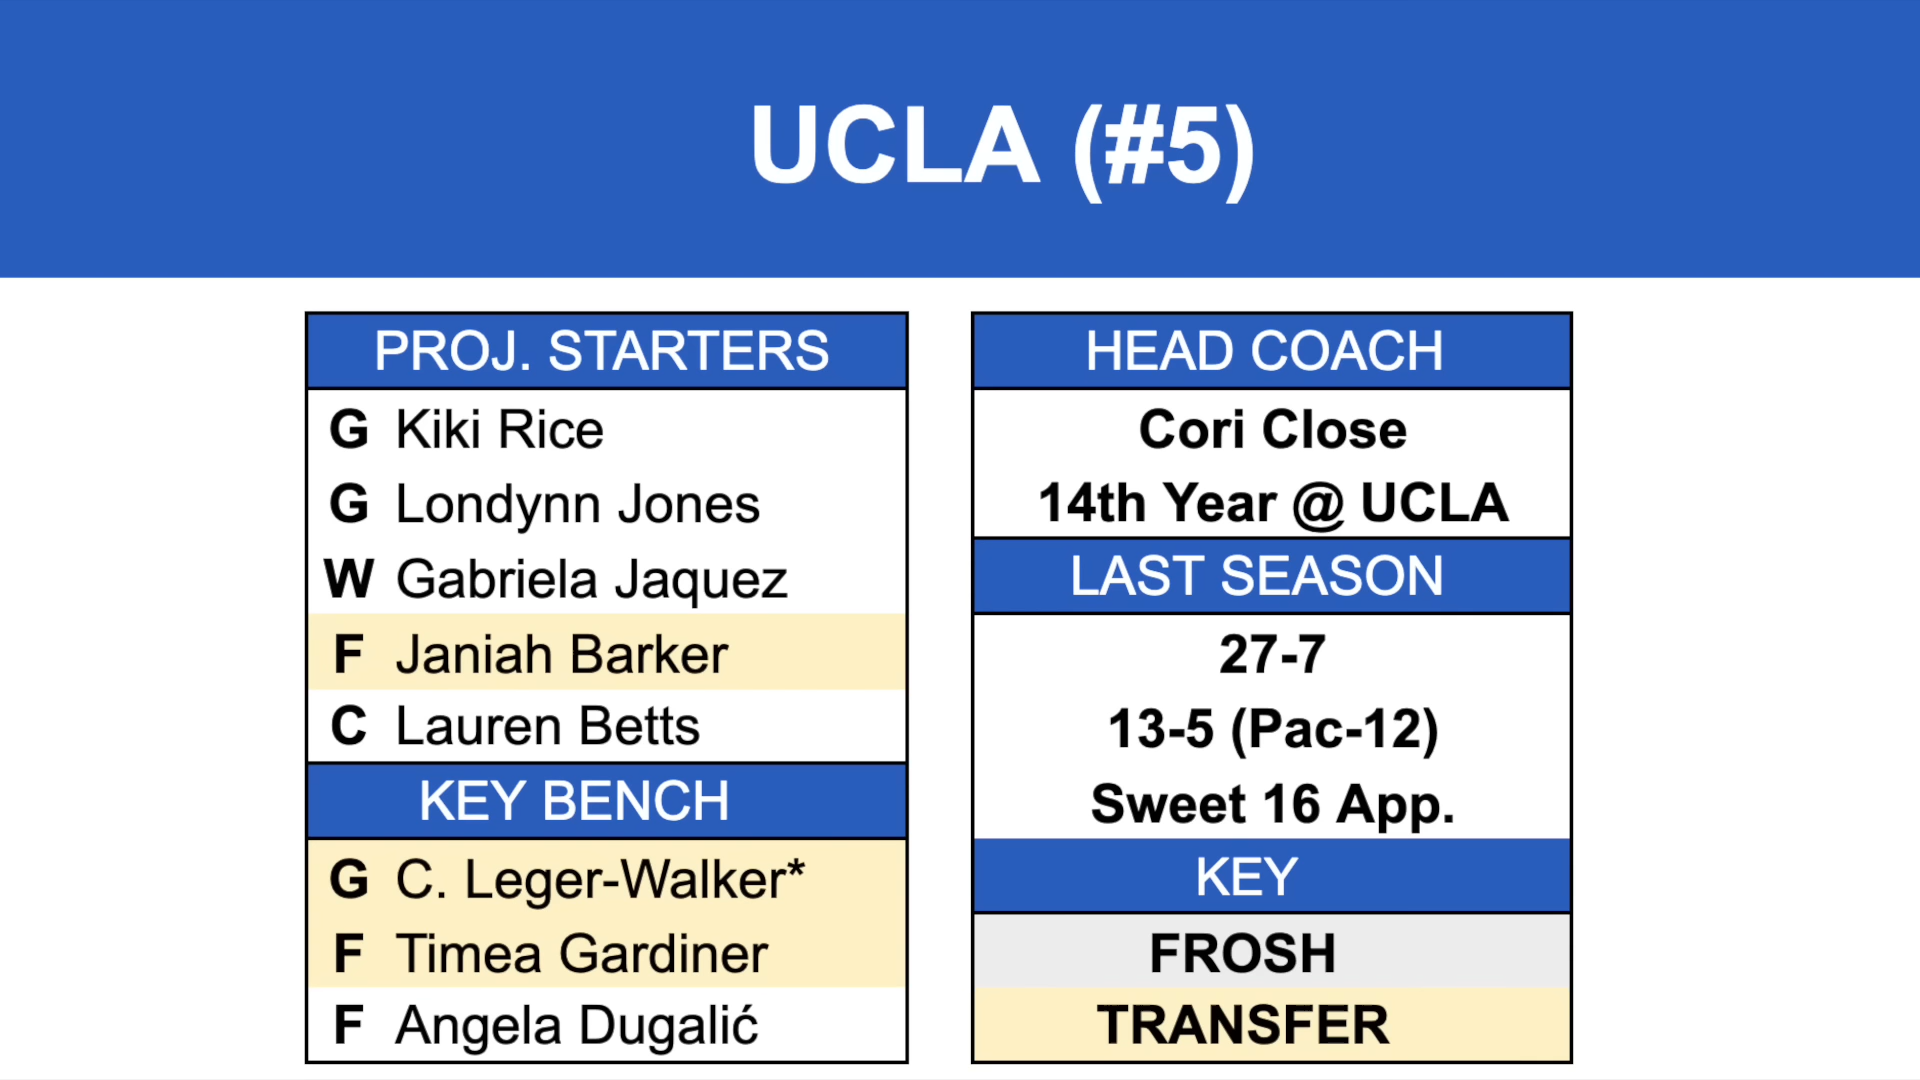 UCLA (#5)
PROJ. STARTERS
G Kiki Rice
G Londynn Jones
W Gabriela Jaquez
F Janiah Barker
C Lauren Betts
KEY BENCH
G C. Leger-Walker*
F Timea Gardiner
F Angela Dugalić
HEAD COACH
Cori Close
14th Year @ UCLA
LAST SEASON
27-7
13-5 (Pac-12)
Sweet 16 App.
KEY
FROSH
TRANSFER